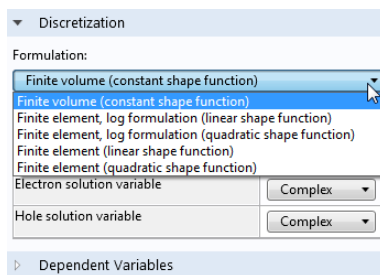 Discretization
Formulation:
Finite volume (constant shape function)
Finite volume (constant shape function)
Finite element, log formulation (linear shape function)
Finite element, log formulation (quadratic shape function)
Finite element (linear shape function)
Finite element (quadratic shape function)
Electron solution variable Complex
Hole solution variable Complex
Dependent Variables